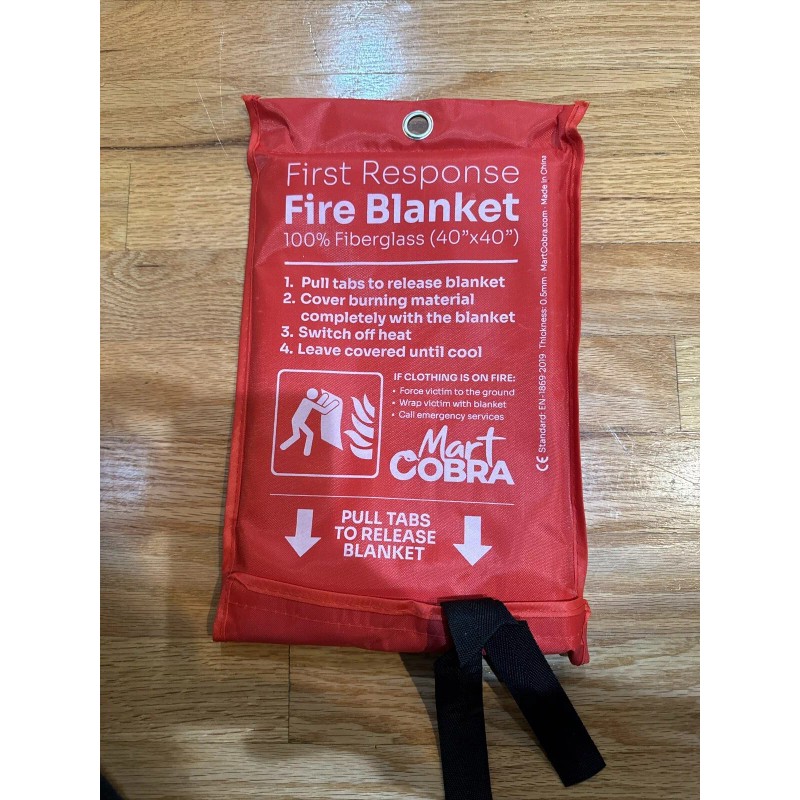 First Response
Fire Blanket
100% Fiberglass (40”x40”)
1. Pull tabs to release blanket
2. Cover burning material
completely with the blanket
3. Switch off heat
4. Leave covered until cool
IF CLOTHING IS ON FIRE:
• Force victim to the ground
• Wrap victim with blanket
• Call emergency services
Mart
COBRA
PULL TABS
TO RELEASE
BLANKET
CE Standard: EN-1869-2019 Thickness: 0.5mm MartCobra.com - Made in China